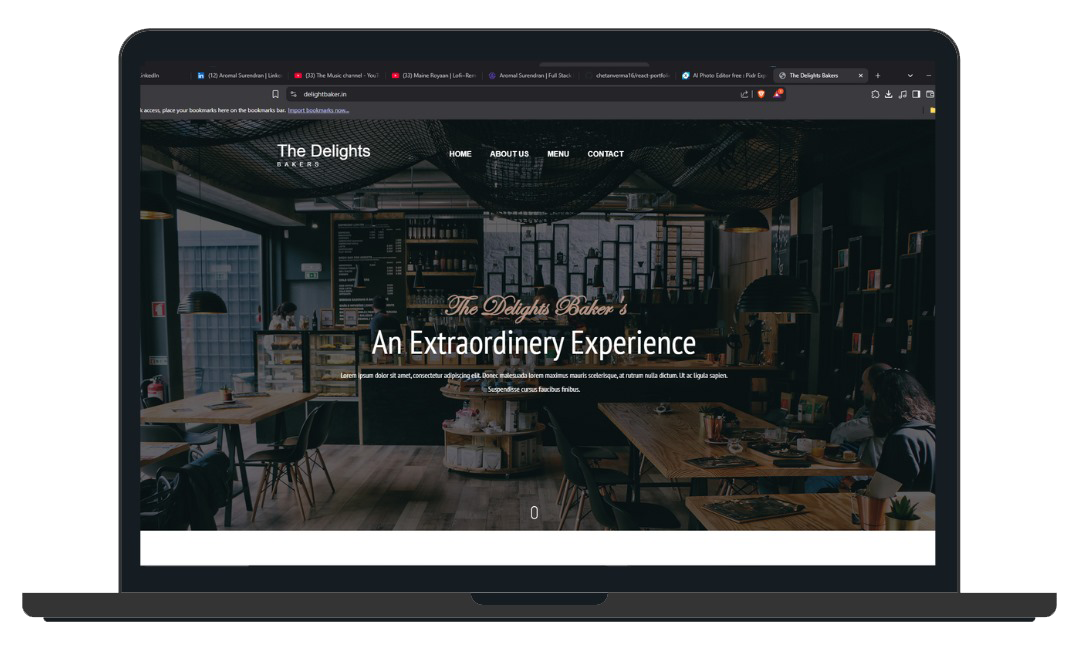 LinkedIn
(12) Aromal Surendran | Linke
(33) The Music channel - YouT
(33) Maine Royaan | Lofi-Rem
Aromal Surendran | Full Stack
chetanverma16/react-portfoli
AI Photo Editor free : Pixlr Exp
The Delights Bakers
delightbaker.in
k access, place your bookmarks here on the bookmarks bar. Import bookmarks now...
The Delights
BAKERS
HOME ABOUT US MENU CONTACT
The Delights Baker's
An Extraordinery Experience
Lorem ipsum dolor sit amet, consectetur adipiscing elit. Donec malesuada lorem maximus mauris scelerisque, at rutrum nulla dictum. Ut ac ligula sapien.
Suspendisse cursus faucibus finibus.